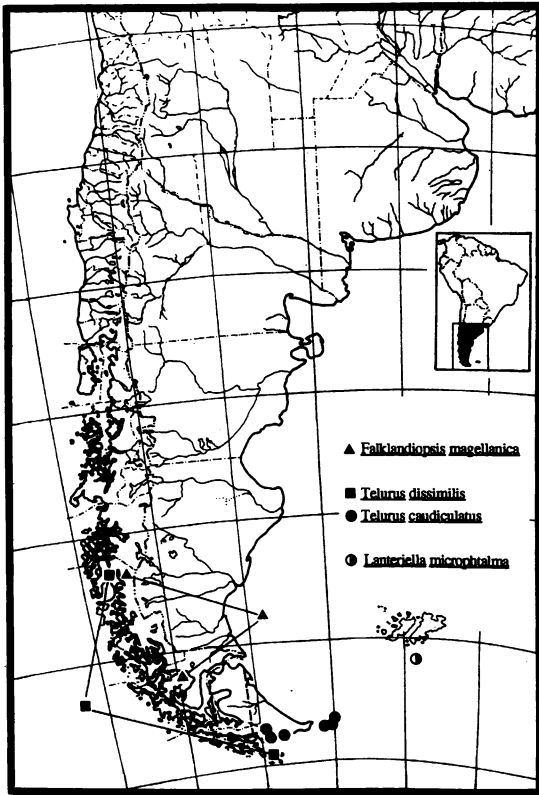 Falklandiopsis magellanica
Telurus dissimilis
Telurus caudiculatus
Lanteriella microphtalma